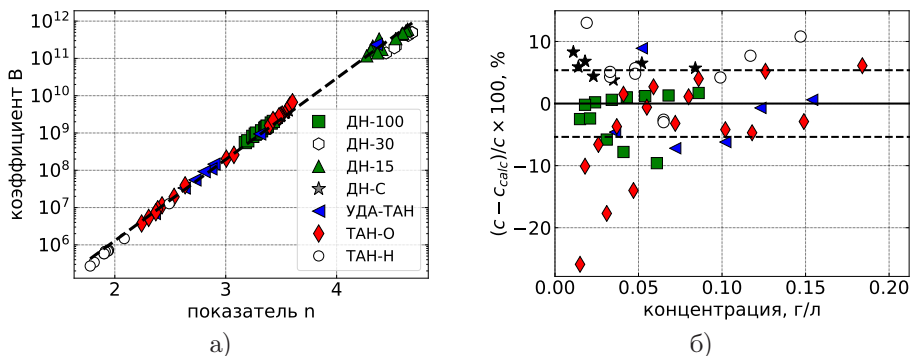 10¹²
10¹¹
10¹⁰
10⁹
10⁸
10⁷
10⁶
коэффициент B
2
3
4
показатель n
ДН-100
ДН-30
ДН-15
ДН-С
УДА-ТАН
ТАН-О
ТАН-Н
а)
10
0
−10
−20
(c − c_calc)/c × 100, %
0.00
0.05
0.10
0.15
0.20
концентрация, г/л
б)